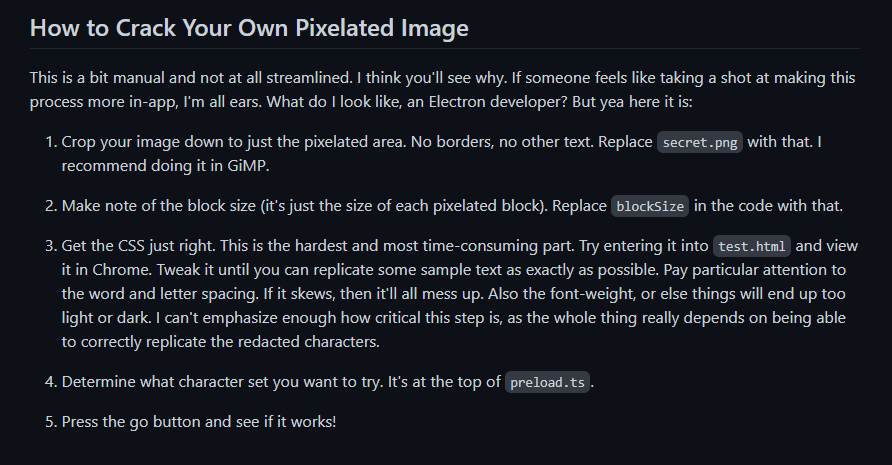 How to Crack Your Own Pixelated Image
This is a bit manual and not at all streamlined. I think you'll see why. If someone feels like taking a shot at making this
process more in-app, I'm all ears. What do I look like, an Electron developer? But yea here it is:
1. Crop your image down to just the pixelated area. No borders, no other text. Replace secret.png with that. I
recommend doing it in GiMP.
2. Make note of the block size (it's just the size of each pixelated block). Replace blockSize in the code with that.
3. Get the CSS just right. This is the hardest and most time-consuming part. Try entering it into test.html and view
it in Chrome. Tweak it until you can replicate some sample text as exactly as possible. Pay particular attention to
the word and letter spacing. If it skews, then it'll all mess up. Also the font-weight, or else things will end up too
light or dark. I can't emphasize enough how critical this step is, as the whole thing really depends on being able
to correctly replicate the redacted characters.
4. Determine what character set you want to try. It's at the top of preload.ts.
5. Press the go button and see if it works!